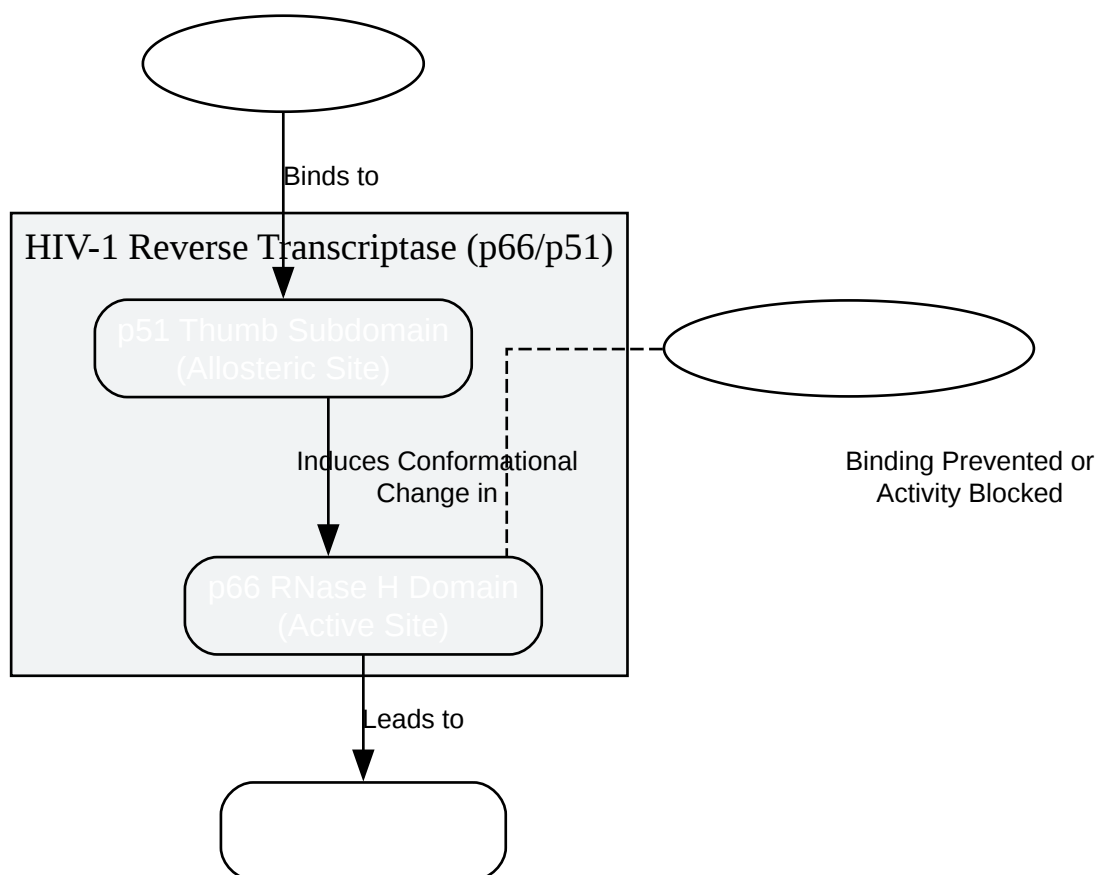 Binds to
HIV-1 Reverse Transcriptase (p66/p51)
p51 Thumb Subdomain
(Allosteric Site)
Induces Conformational
Change in
Binding Prevented or
Activity Blocked
p66 RNase H Domain
(Active Site)
Leads to